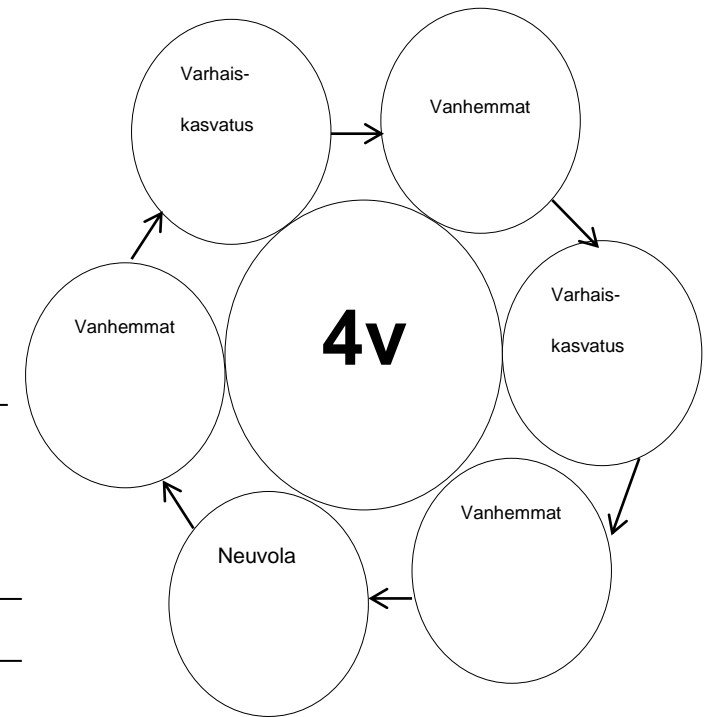 Varhais-
kasvatus
Vanhemmat
Varhais-
kasvatus
Vanhemmat
4v
Vanhemmat
Neuvola